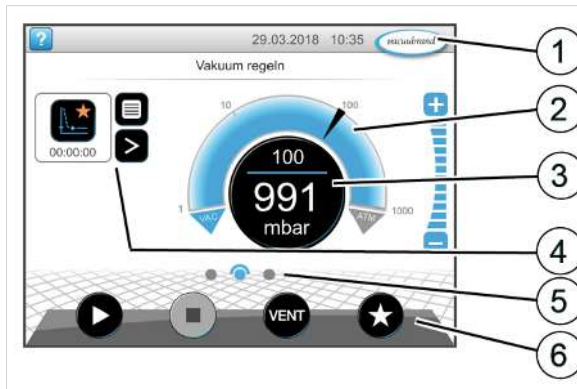 ? 29.03.2018 10:35 vacuubrand 1
Vakuum regeln
10 100 + 2
00:00:00 >
100 3
991
1 VAC mbar ATM 1000
− 4
5
VENT 6